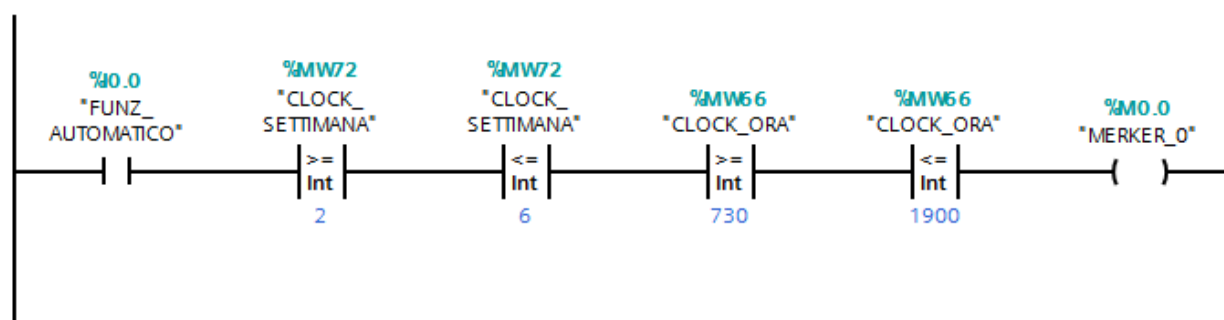 %I0.0
"FUNZ_
AUTOMATICO"
%MW72
"CLOCK_
SETTIMANA"
>=
Int
2
%MW72
"CLOCK_
SETTIMANA"
<=
Int
6
%MW66
"CLOCK_ORA"
>=
Int
730
%MW66
"CLOCK_ORA"
<=
Int
1900
%M0.0
"MERKER_0"